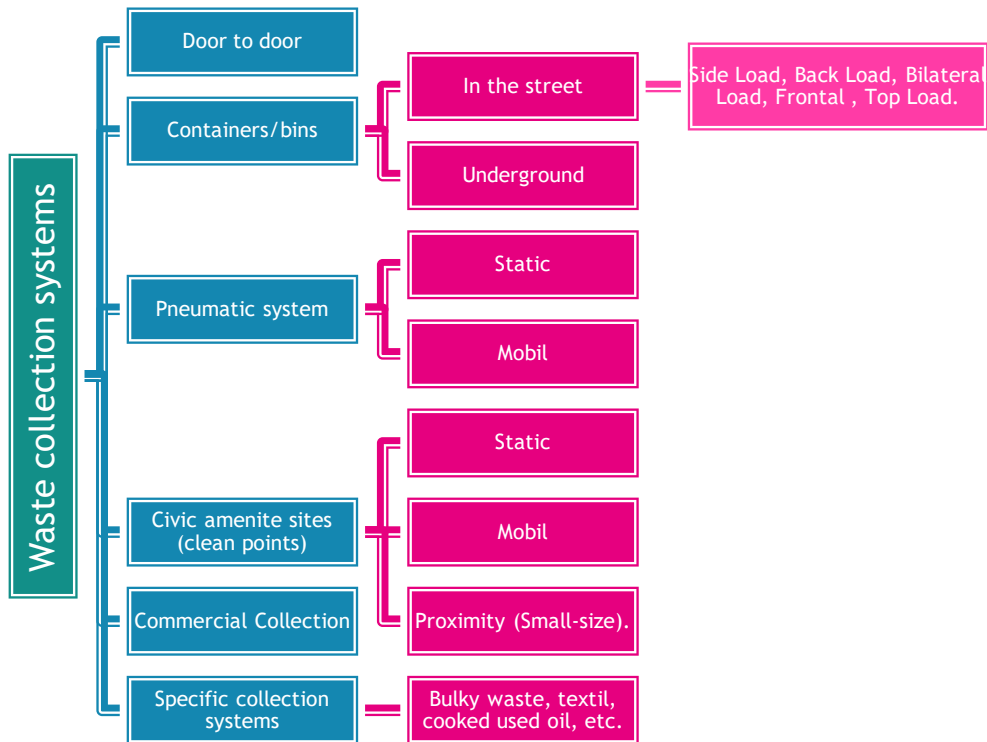 Waste collection systems
Door to door
Containers/bins
In the street
Side Load, Back Load, Bilateral
Load, Frontal , Top Load.
Underground
Pneumatic system
Static
Mobil
Civic amenite sites
(clean points)
Static
Mobil
Proximity (Small-size).
Commercial Collection
Specific collection
systems
Bulky waste, textil,
cooked used oil, etc.